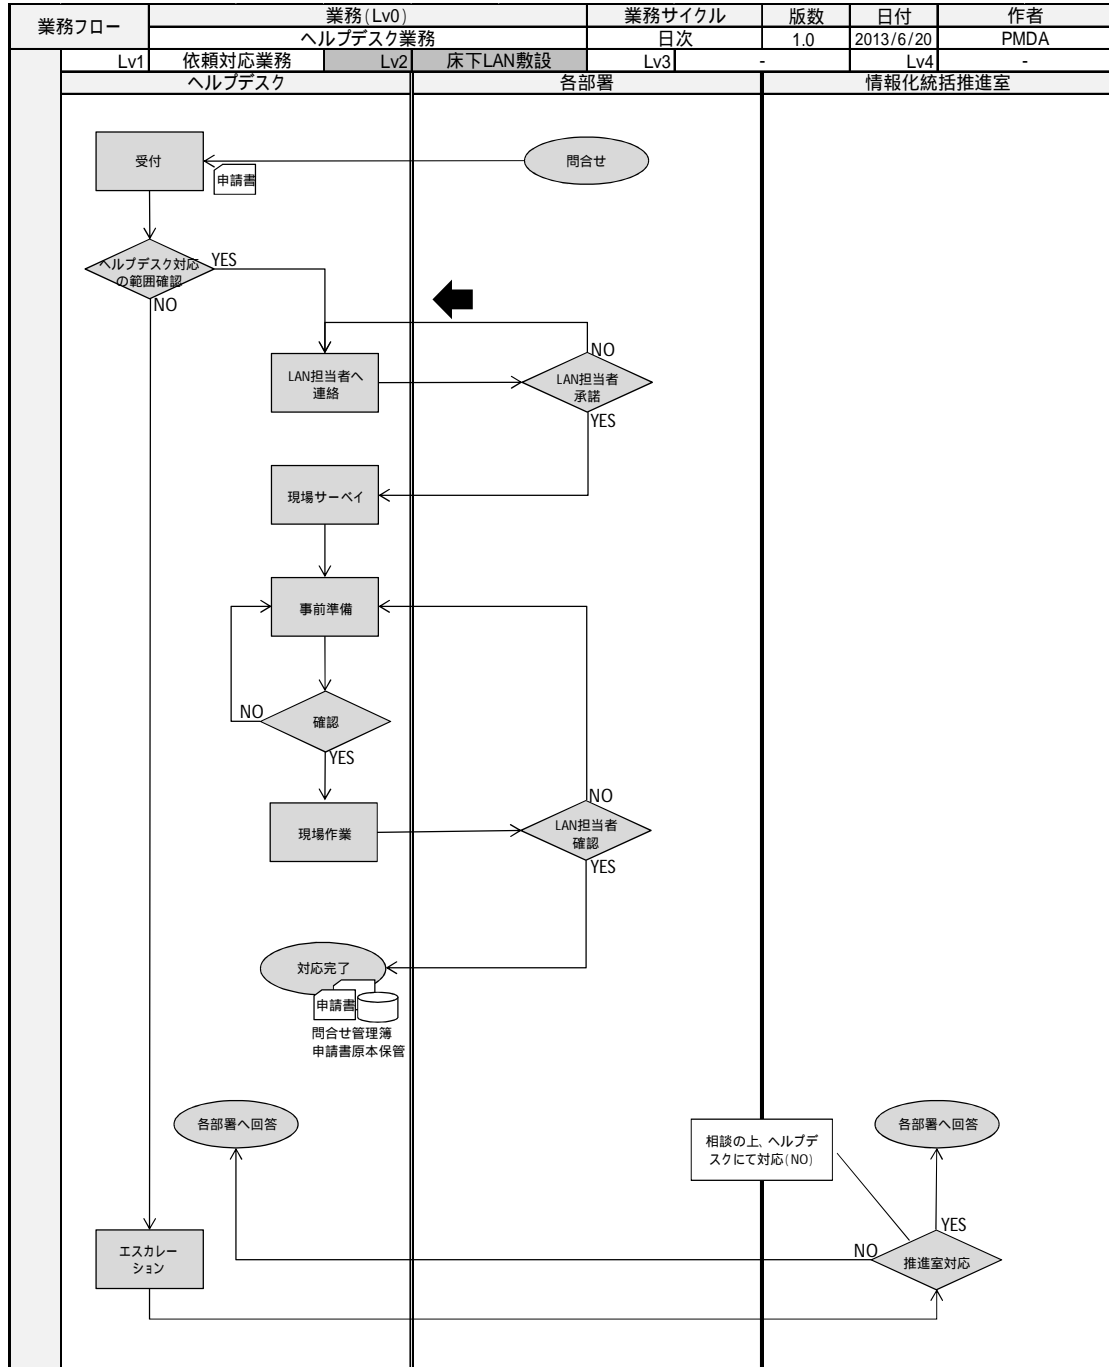 業務フロー
業務(Lv0)
業務サイクル
版数
日付
作者
ヘルプデスク業務
日次
1.0
2013/6/20
PMDA
Lv1
依頼対応業務
Lv2
床下LAN敷設
Lv3
-
Lv4
-
ヘルプデスク
各部署
情報化統括推進室
受付
申請書
問合せ
ヘルプデスク対応
の範囲確認
YES
NO
LAN担当者へ
連絡
NO
LAN担当者
承諾
YES
現場サーベイ
事前準備
NO
確認
YES
現場作業
NO
LAN担当者
確認
YES
対応完了
申請書
問合せ管理簿
申請書原本保管
各部署へ回答
相談の上、ヘルプデ
スクにて対応(NO)
各部署へ回答
エスカレー
ション
YES
NO
推進室対応